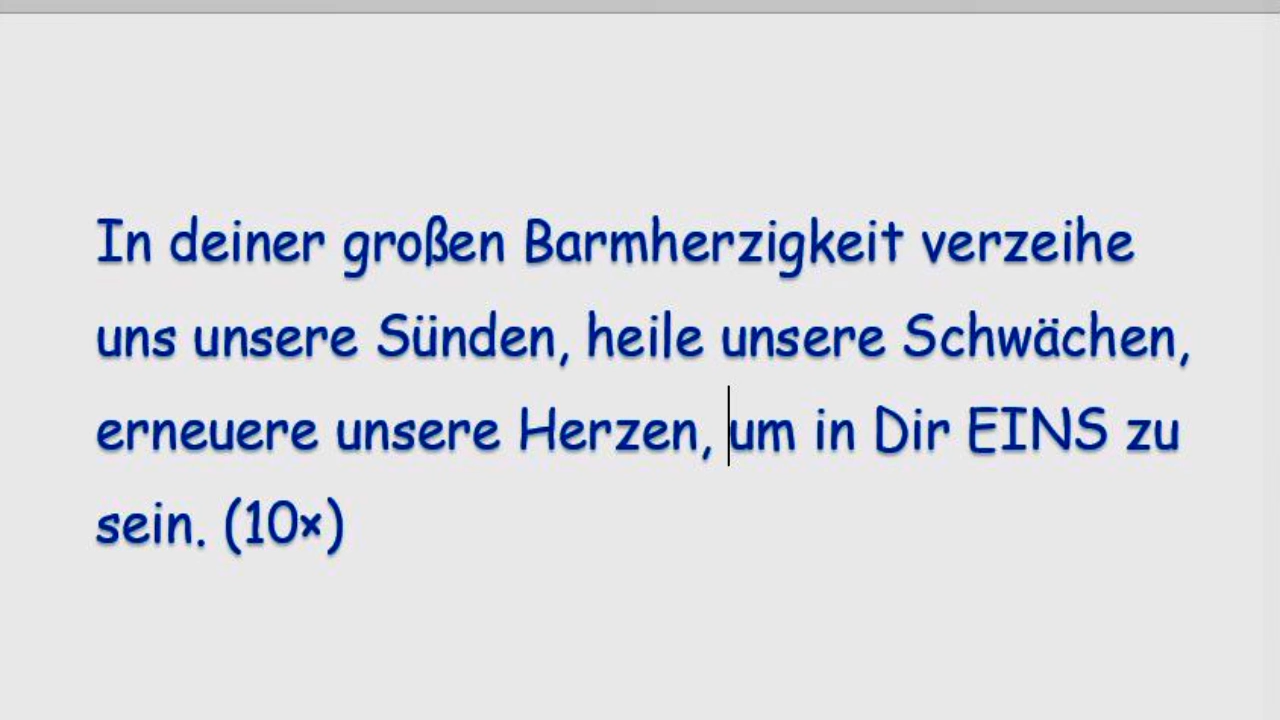 In deiner großen Barmherzigkeit verzeihe
uns unsere Sünden, heile unsere Schwächen,
erneuere unsere Herzen, um in Dir EINS zu
sein. (10×)